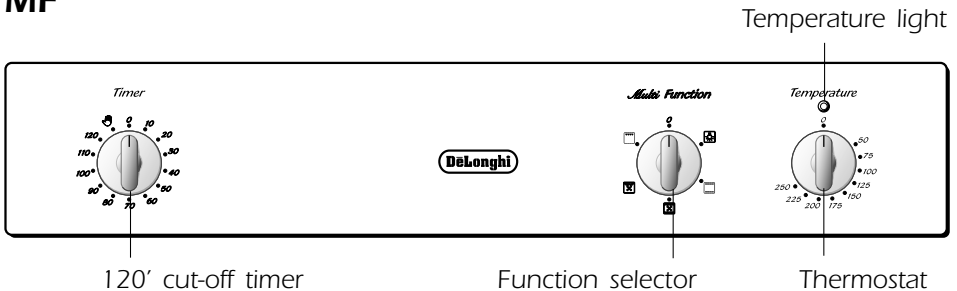 MF
Temperature light
Timer
Multi Function
Temperature
0
10
20
30
40
50
60
70
80
90
100
110
120
DēLonghi
0
0
50
75
100
125
150
175
200
225
250
120' cut-off timer
Function selector
Thermostat